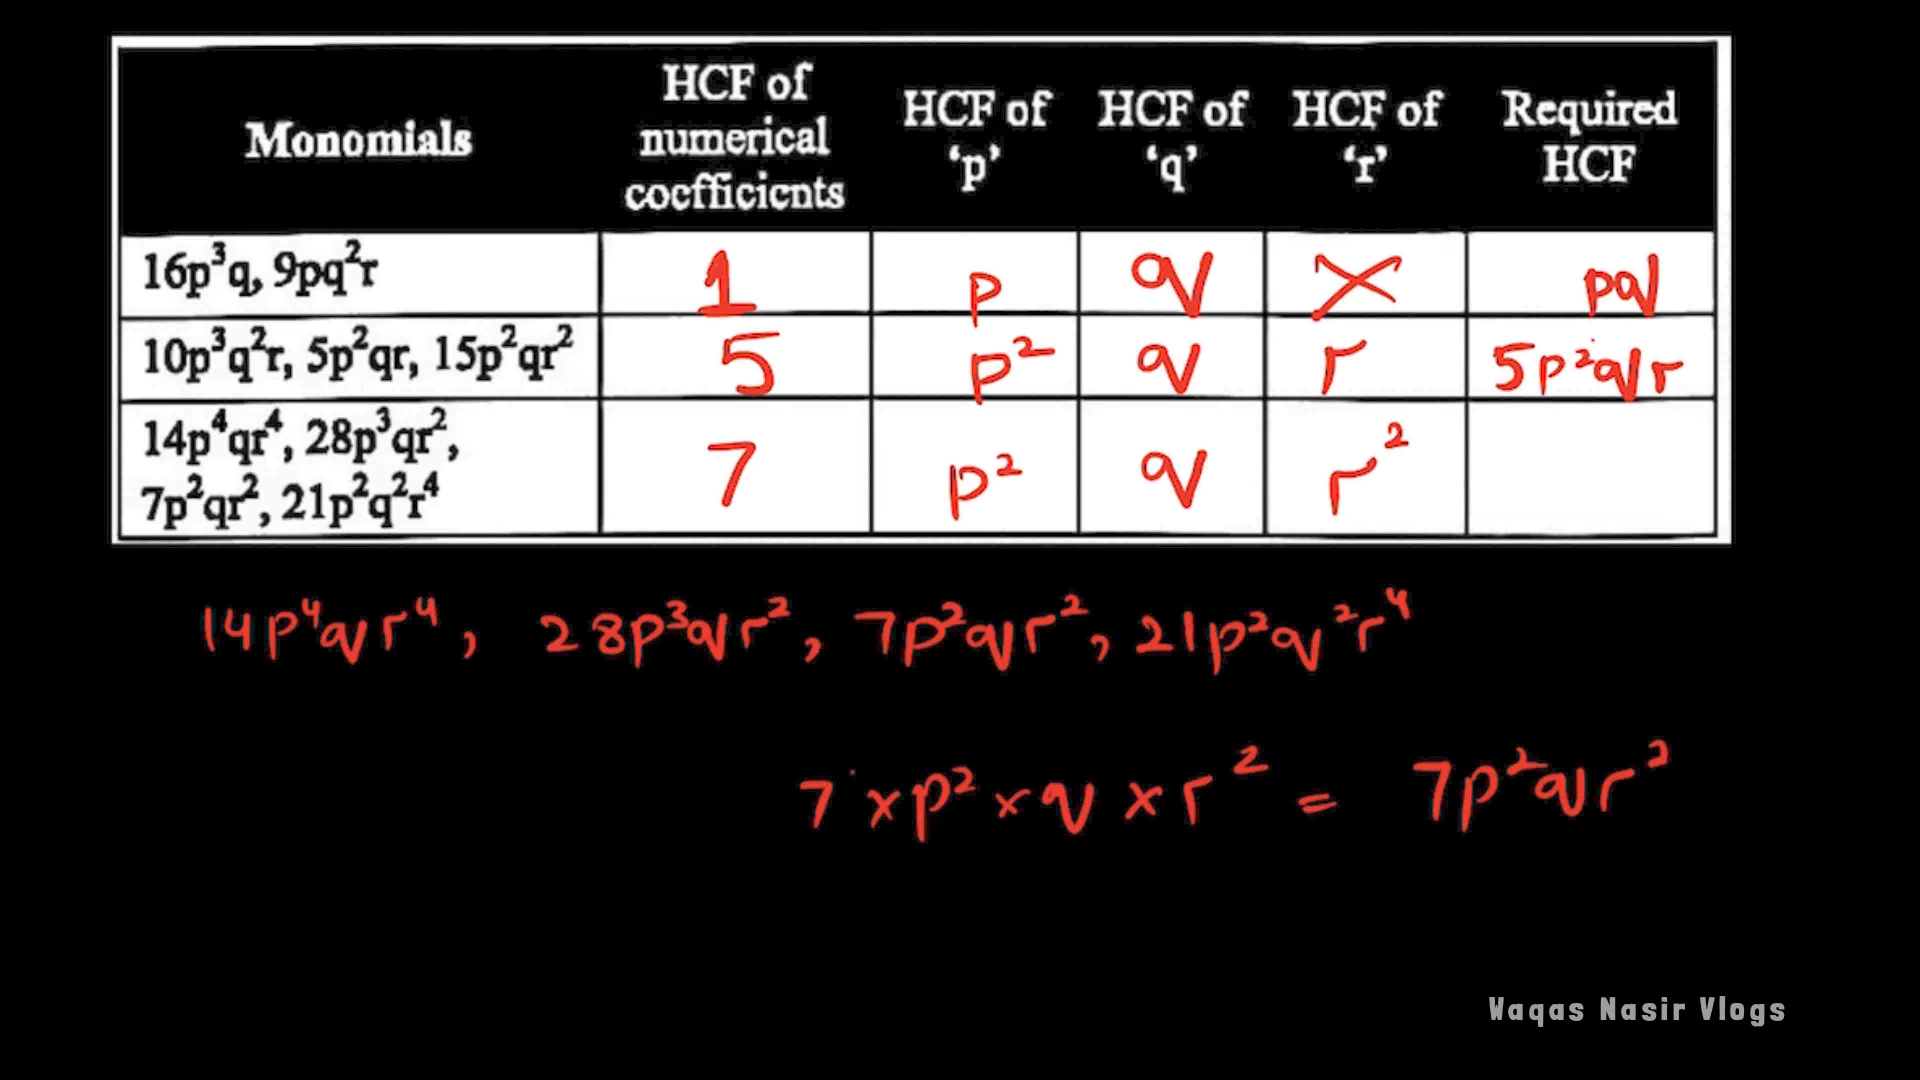 Monomials HCF of numerical coefficients HCF of 'p' HCF of 'q' HCF of 'r' Required HCF
16p³q, 9pq²r 1 p q × pq
10p³q²r, 5p²qr, 15p²qr² 5 p² q r 5p²qr
14p⁴qr⁴, 28p³qr²,
7p²qr², 21p²q²r⁴ 7 p² q r²
14p⁴qr⁴, 28p³qr², 7p²qr², 21p²q²r⁴
7 × p² × q × r² = 7p²qr²
Waqas Nasir Vlogs